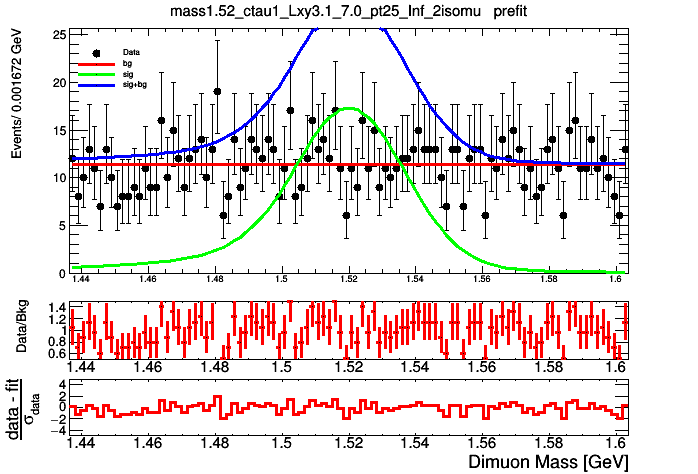 mass1.52_ctau1_Lxy3.1_7.0_pt25_Inf_2isomu prefit
Events/ 0.001672 GeV
25
20
15
10
5
0
Data
bg
sig
sig+bg
1.44 1.46 1.48 1.5 1.52 1.54 1.56 1.58 1.6
Data/Bkg
1.4
1.2
1
0.8
0.6
1.44 1.46 1.48 1.5 1.52 1.54 1.56 1.58 1.6
data - fit
σdata
4
2
0
−2
−4
1.44 1.46 1.48 1.5 1.52 1.54 1.56 1.58 1.6
Dimuon Mass [GeV]